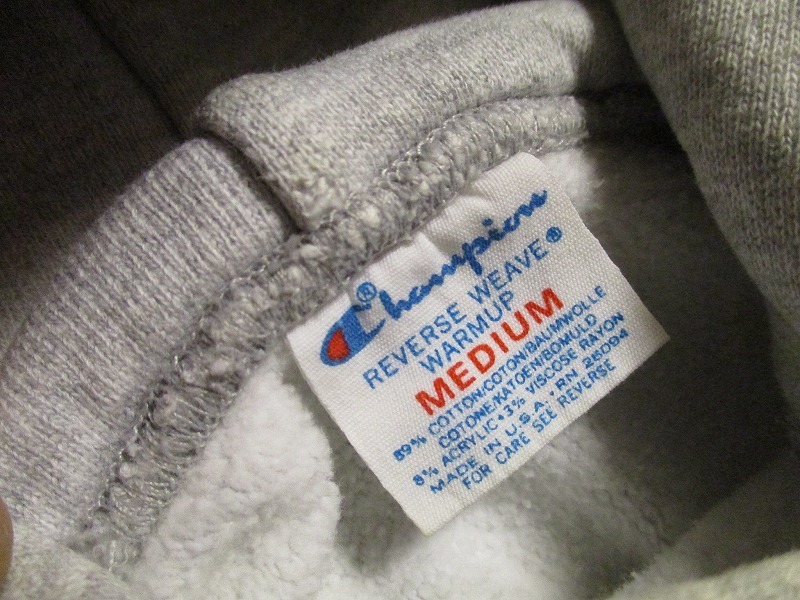 Champion®
REVERSE WEAVE®
WARMUP
MEDIUM
89% COTTON/COTON/BAUMWOLLE
COTONE/KATOEN/BOMULD
8% ACRYLIC•3% VISCOSE RAYON
MADE IN U.S.A. •RN 26094
FOR CARE SEE REVERSE